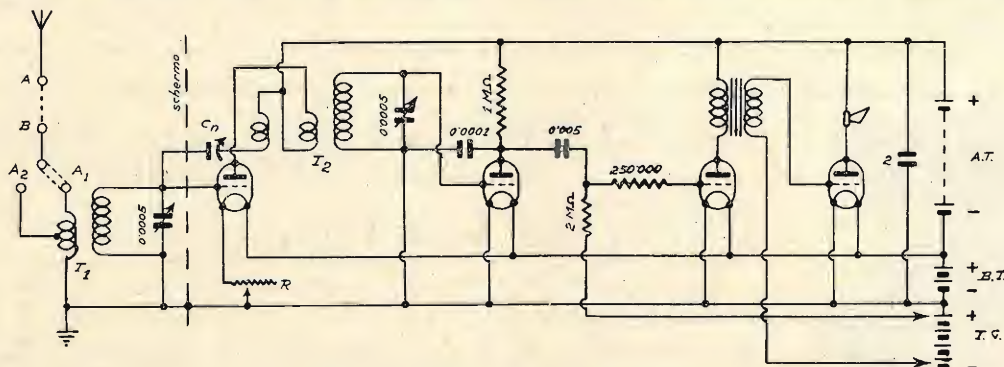 A
B
A2
A1
T1
0'0005
schermo
Cn
R
T2
0'0005
0'0001
1 MΩ
0'005
2 MΩ
250'000
2
+
A.T.
−
+
B.T.
−
+
T.G.
−